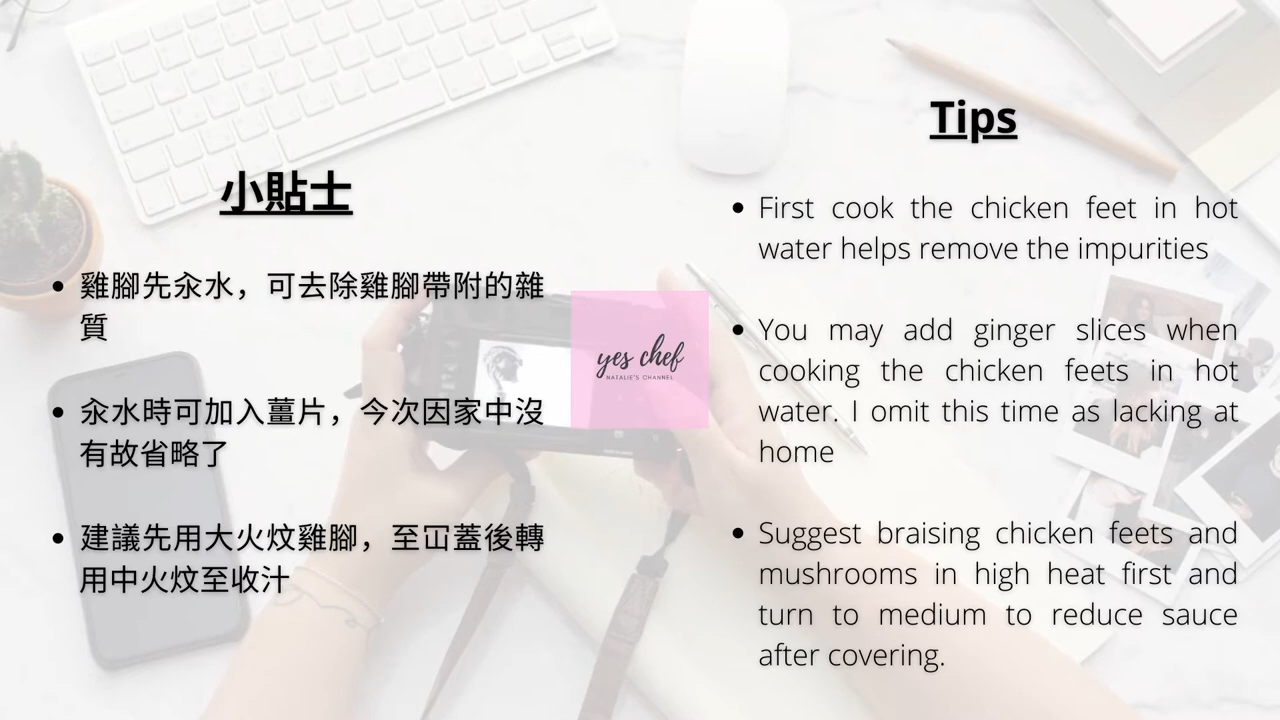 小貼士
雞腳先汆水，可去除雞腳帶附的雜
質
汆水時可加入薑片，今次因家中沒
有故省略了
建議先用大火炆雞腳，至冚蓋後轉
用中火炆至收汁
yes chef
NATALIE'S CHANNEL
Tips
First cook the chicken feet in hot
water helps remove the impurities
You may add ginger slices when
cooking the chicken feets in hot
water. I omit this time as lacking at
home
Suggest braising chicken feets and
mushrooms in high heat first and
turn to medium to reduce sauce
after covering.